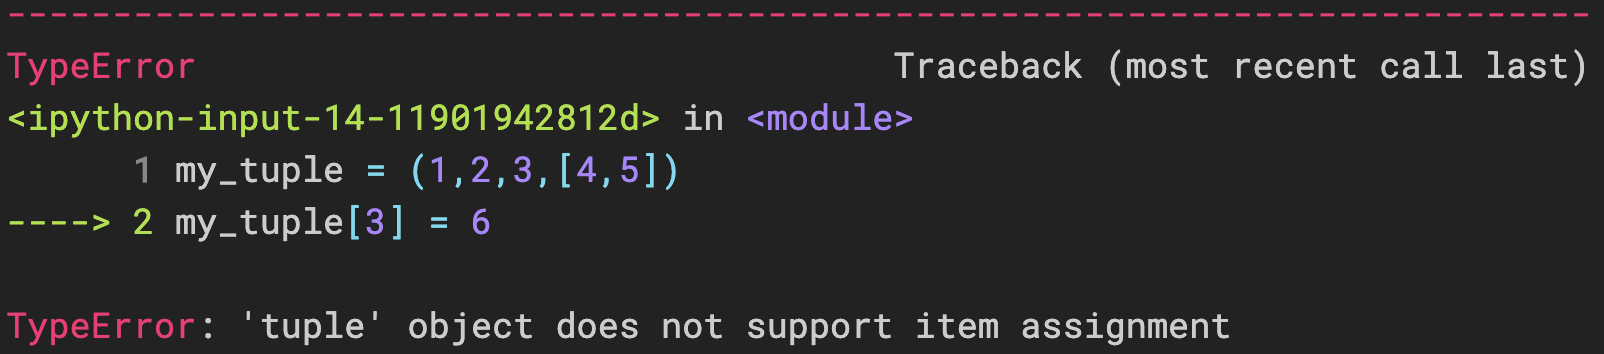 ---------------------------------------------------------------------------
TypeError                                 Traceback (most recent call last)
<ipython-input-14-11901942812d> in <module>
      1 my_tuple = (1,2,3,[4,5])
----> 2 my_tuple[3] = 6

TypeError: 'tuple' object does not support item assignment